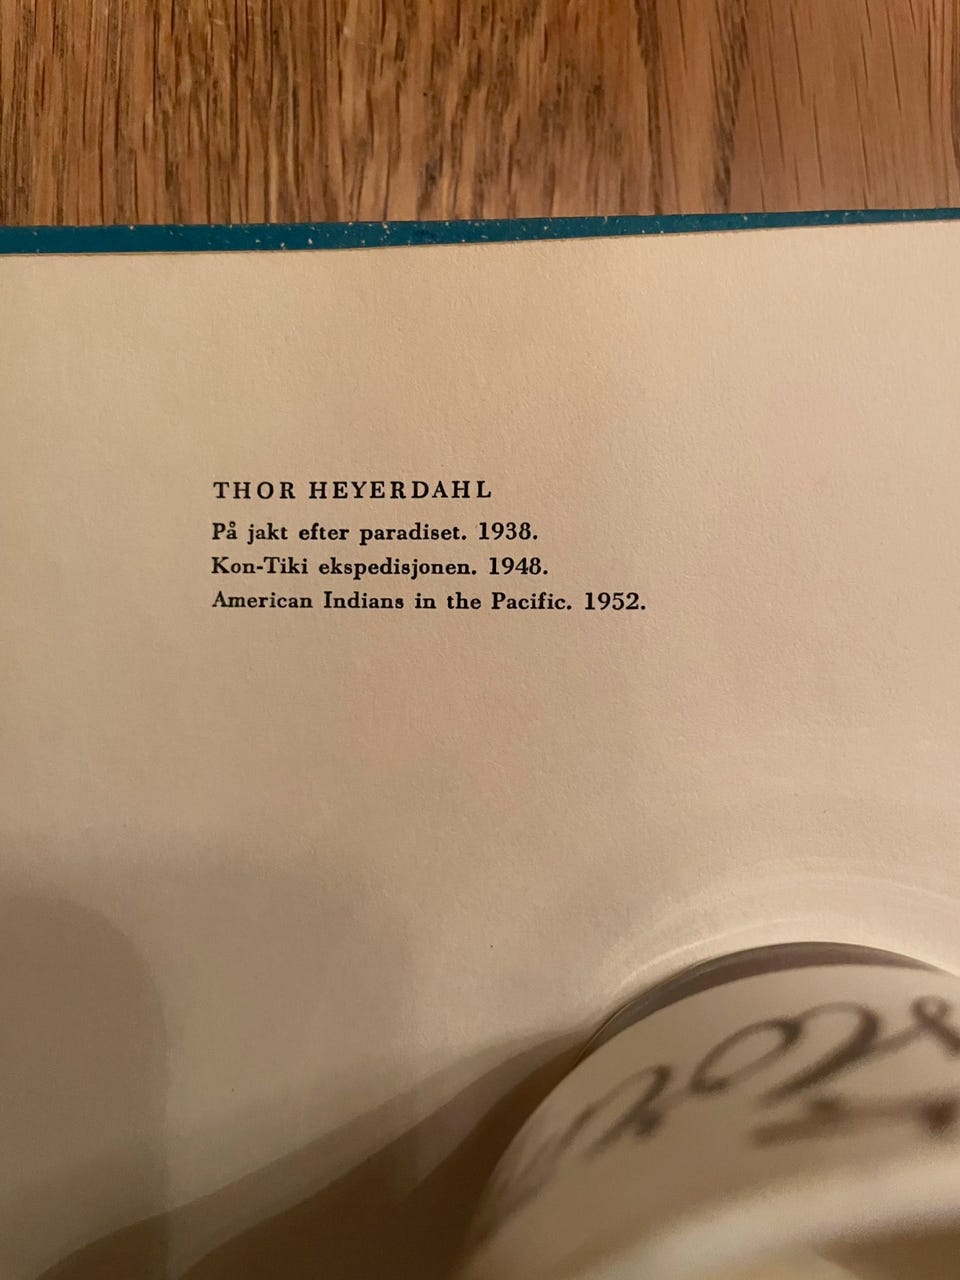 THOR HEYERDAHL
På jakt efter paradiset. 1938.
Kon-Tiki ekspedisjonen. 1948.
American Indians in the Pacific. 1952.